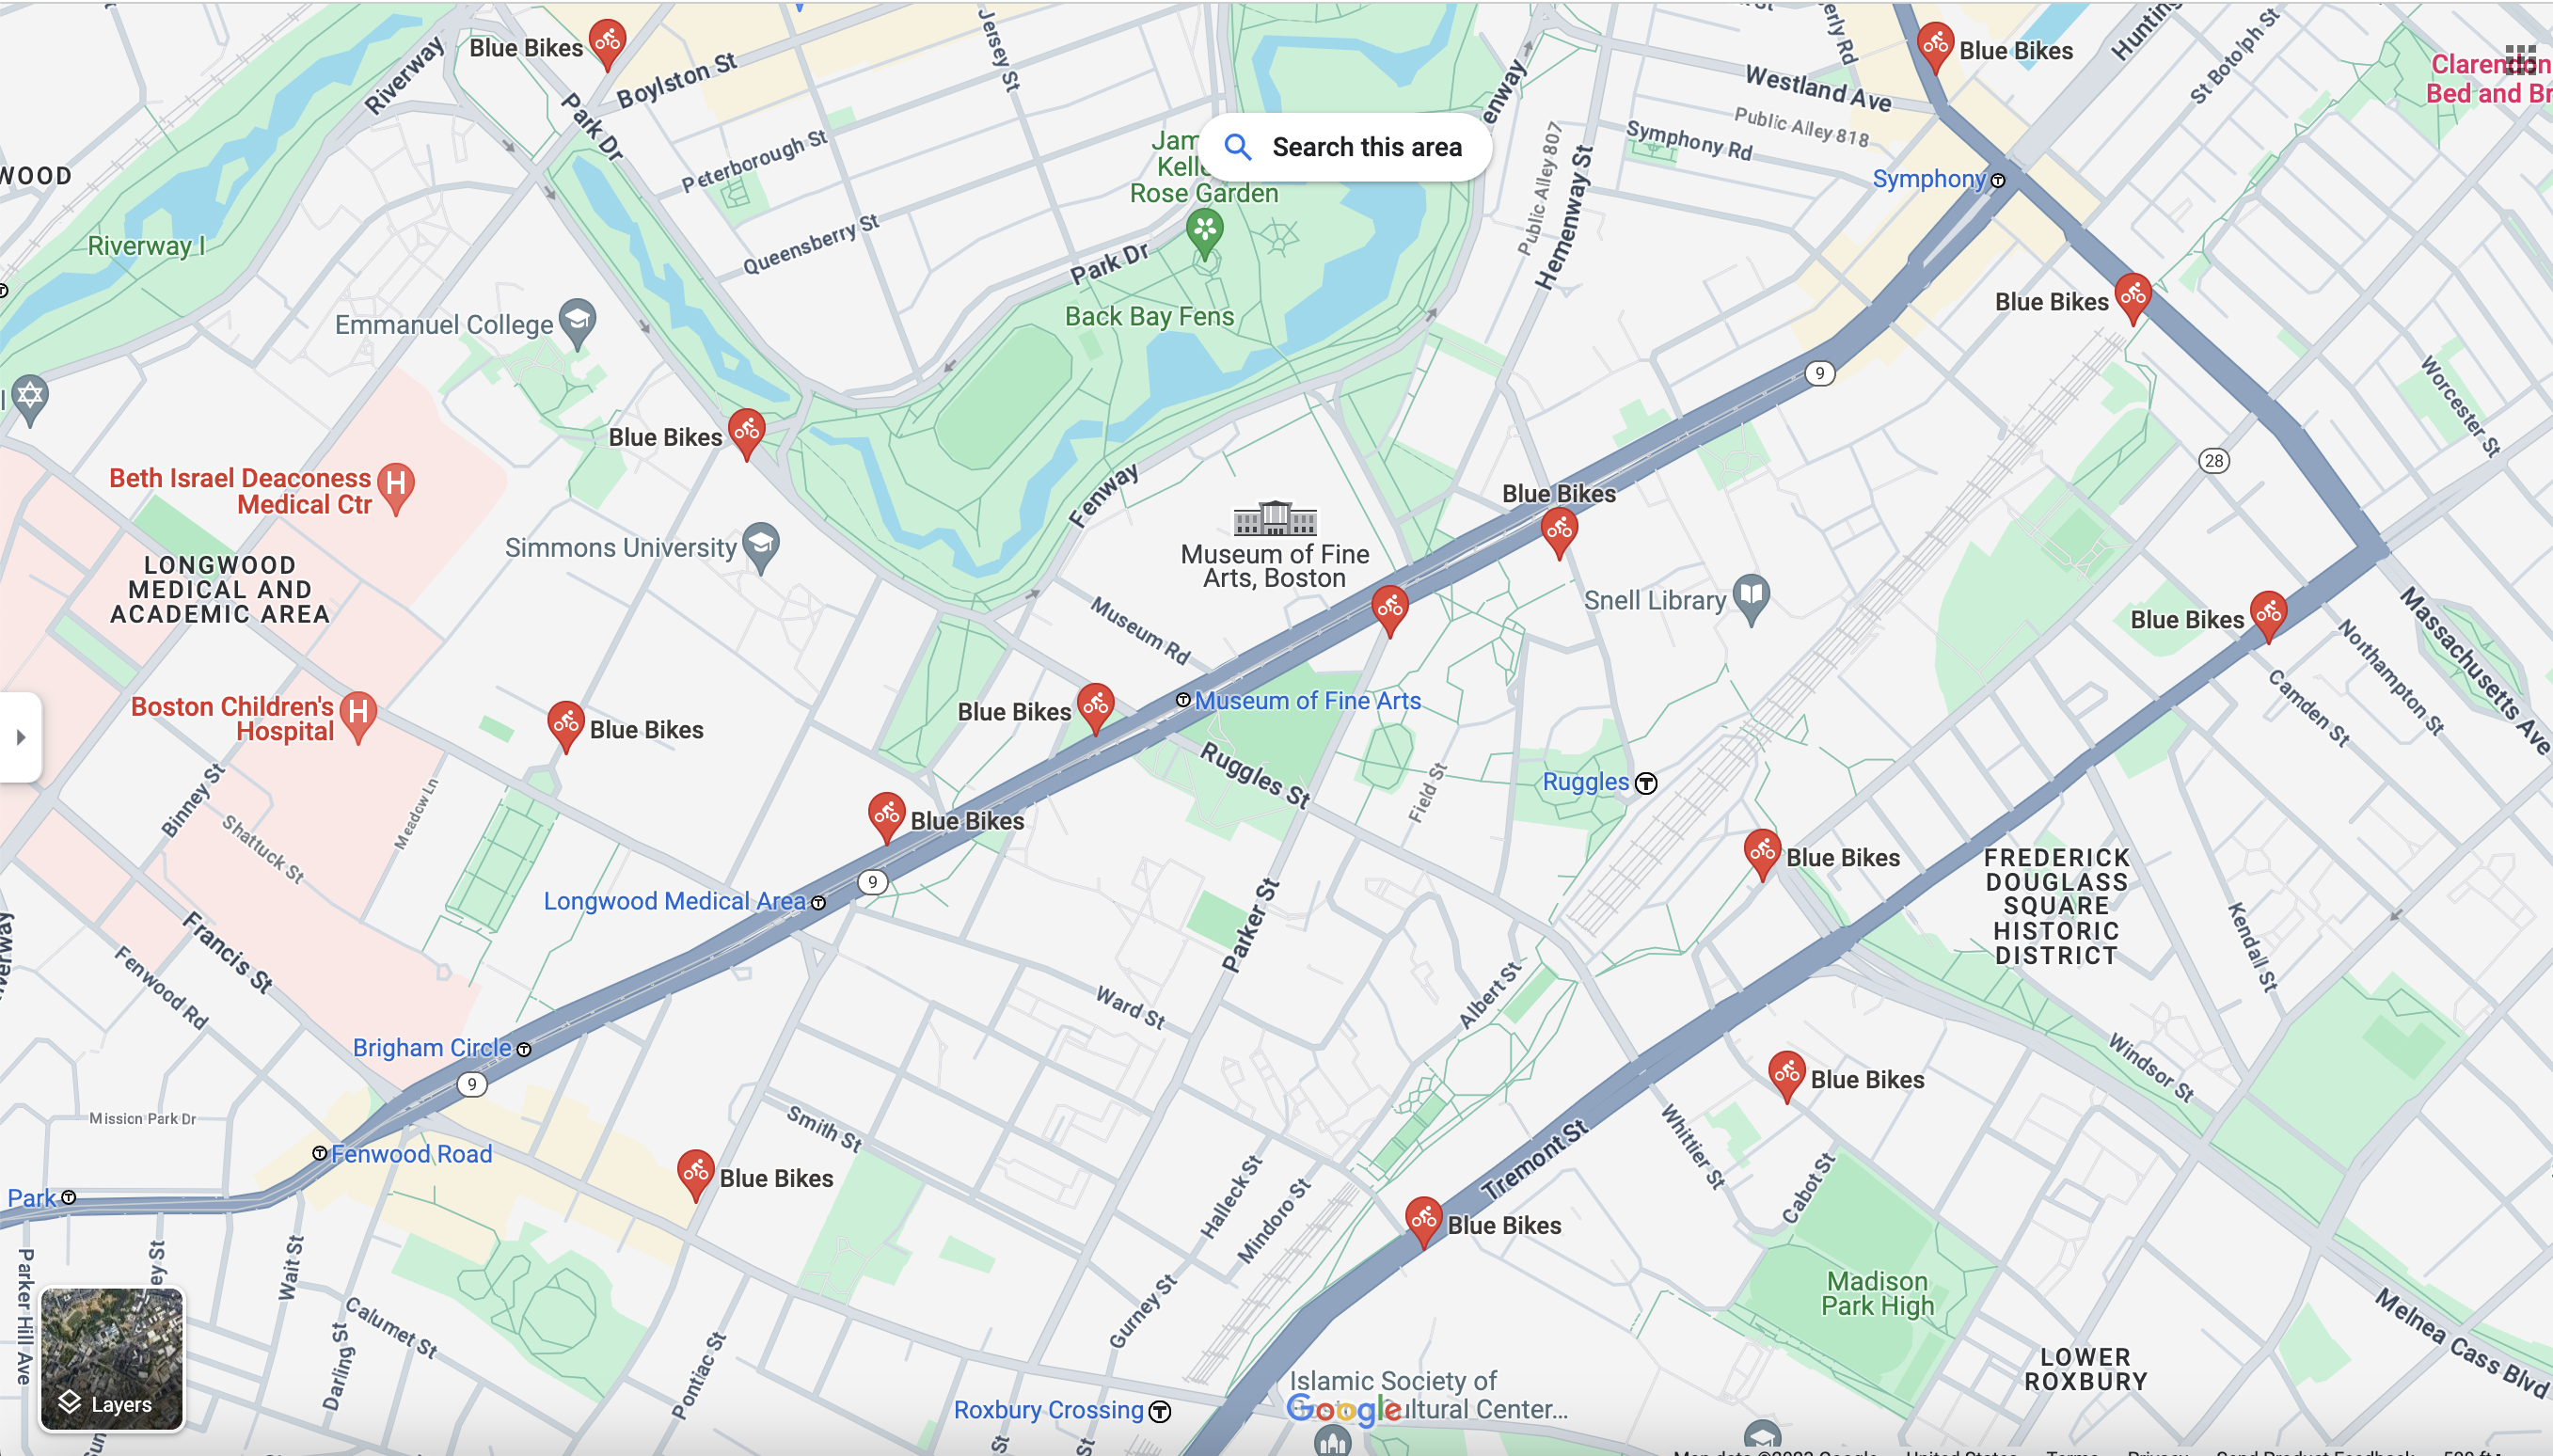 Blue Bikes
Riverway
Boylston St
Park Dr
Jersey St
Westland Ave
Public Alley 818
Symphony Rd
Blue Bikes
St Botolph St
Clarendon
Bed and Br
WOOD
Peterborough St
Queensberry St
Rose Garden
Search this area
Public Alley 807
Hemenway St
Symphony
Riverway I
Park Dr
Back Bay Fens
Emmanuel College
Blue Bikes
9
Worcester St
28
Blue Bikes
Beth Israel Deaconess
Medical Ctr
H
Fenway
Blue Bikes
LONGWOOD
MEDICAL AND
ACADEMIC AREA
Simmons University
Museum of Fine
Arts, Boston
Museum Rd
Snell Library
Blue Bikes
Northampton St
Camden St
Massachusetts Ave
Boston Children's
Hospital
H
Blue Bikes
Blue Bikes
Museum of Fine Arts
Ruggles St
Field St
Ruggles
Binney St
Shattuck St
Meadow Ln
Blue Bikes
9
Longwood Medical Area
Parker St
Blue Bikes
FREDERICK
DOUGLASS
SQUARE
HISTORIC
DISTRICT
Kendall St
Francis St
Fenwood Rd
Ward St
Albert St
Windsor St
Brigham Circle
9
Mission Park Dr
Fenwood Road
Park
Smith St
Blue Bikes
Halleck St
Mindoro St
Gurney St
Tremont St
Whittier St
Cabot St
Blue Bikes
Blue Bikes
Madison
Park High
Parker Hill Ave
Wait St
Darling St
Calumet St
Pontiac St
Layers
Roxbury Crossing
Islamic Society of
Google
ultural Center...
LOWER
ROXBURY
Melnea Cass Blvd